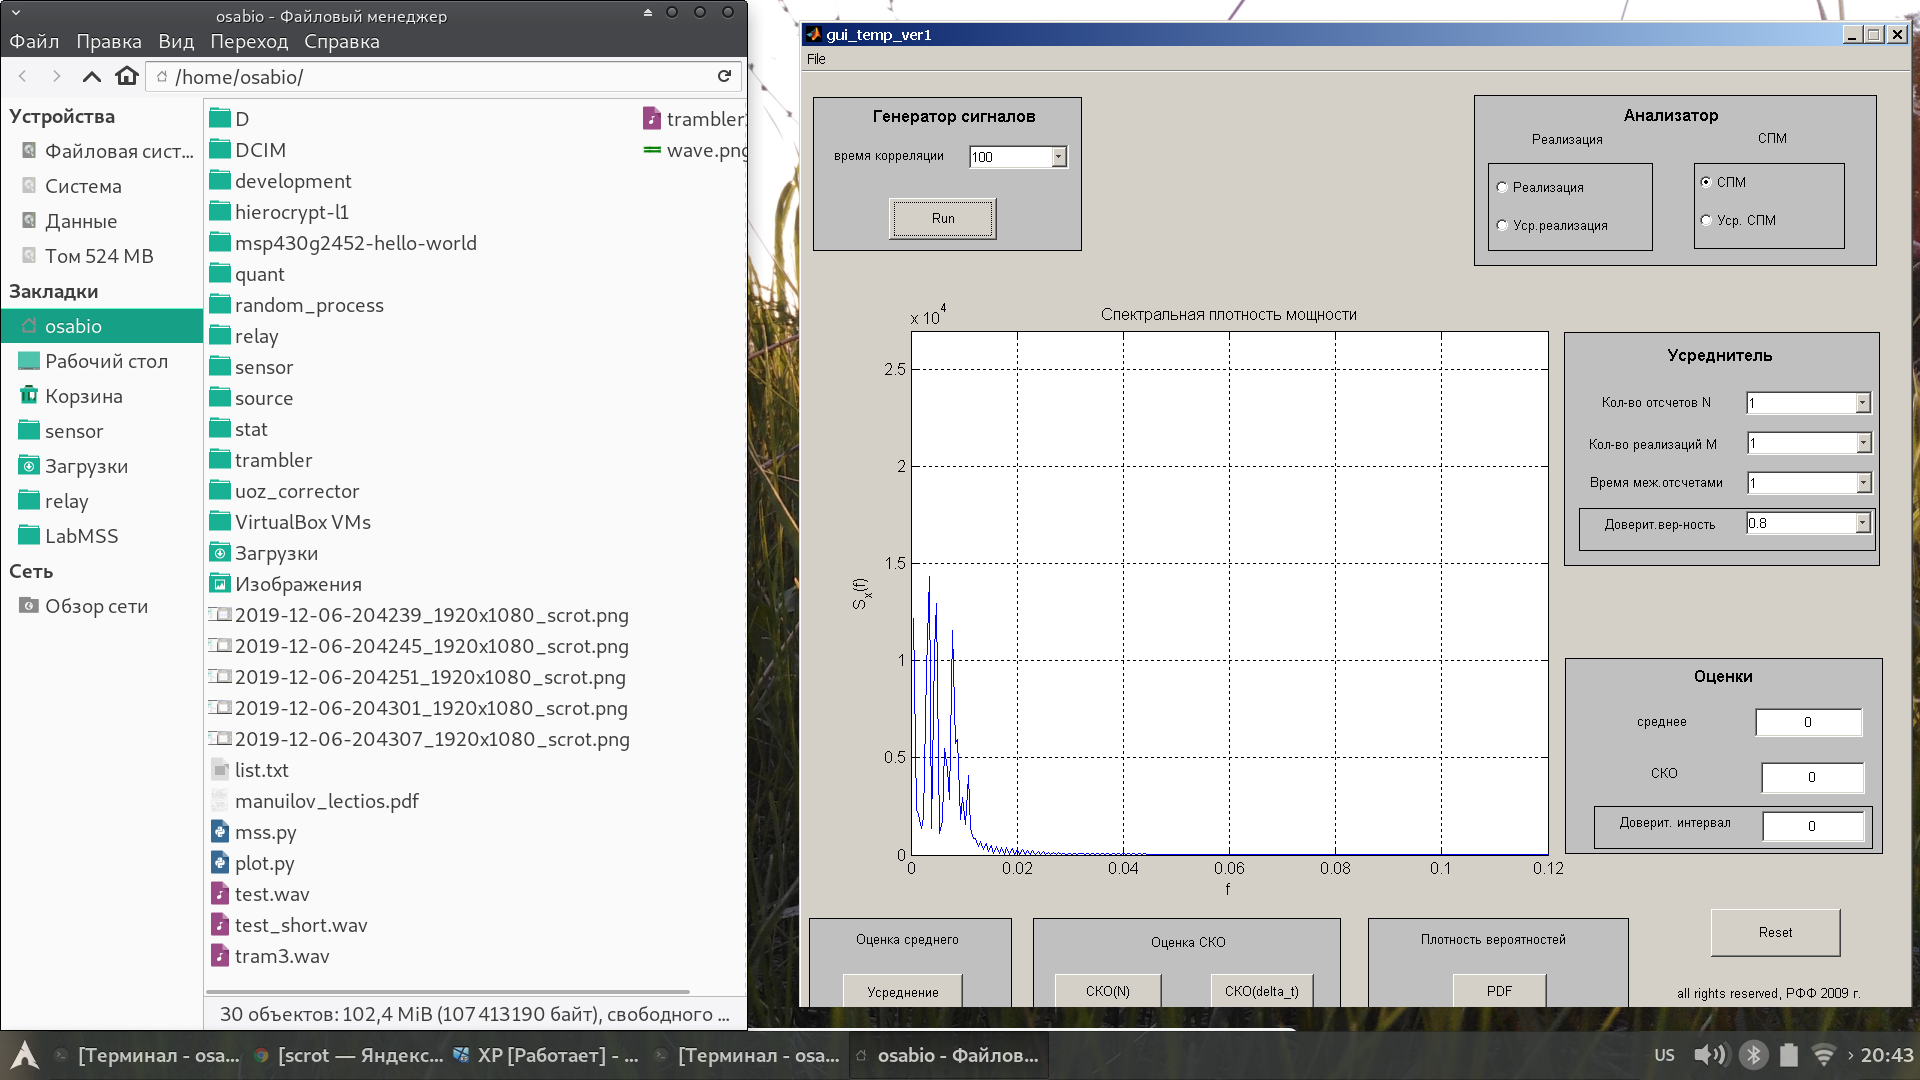 osabio - Файловый менеджер
Файл Правка Вид Переход Справка
/home/osabio/
Устройства
Файловая сист...
Система
Данные
Том 524 MB
Закладки
osabio
Рабочий стол
Корзина
sensor
Загрузки
relay
LabMSS
Сеть
Обзор сети
D
DCIM
development
hierocrypt-l1
msp430g2452-hello-world
quant
random_process
relay
sensor
source
stat
trambler
uoz_corrector
VirtualBox VMs
Загрузки
Изображения
2019-12-06-204239_1920x1080_scrot.png
2019-12-06-204245_1920x1080_scrot.png
2019-12-06-204251_1920x1080_scrot.png
2019-12-06-204301_1920x1080_scrot.png
2019-12-06-204307_1920x1080_scrot.png
list.txt
manuilov_lectios.pdf
mss.py
plot.py
test.wav
test_short.wav
tram3.wav
wave.png
30 объектов: 102,4 MiB (107 413 190 байт), свободного ...
gui_temp_ver1
File
Генератор сигналов
время корреляции
100
Run
Анализатор
Реализация
СПМ
Реализация
Уср.реализация
СПМ
Уср. СПМ
x 10^4
Спектральная плотность мощности
2.5
2
1.5
1
0.5
0
S_x(f)
0 0.02 0.04 0.06 0.08 0.1 0.12
f
Усреднитель
Кол-во отсчетов N
1
Кол-во реализаций M
1
Время меж.отсчетами
1
Доверит.вер-ность
0.8
Оценки
среднее
0
СКО
0
Доверит. интервал
0
Оценка среднего
Усреднение
Оценка СКО
СКО(N)
СКО(delta_t)
Плотность вероятностей
PDF
Reset
all rights reserved, РФФ 2009 г.
[Терминал - osa...
[scrot — Яндекс...
XP [Работает] - ...
[Терминал - osa...
osabio - Файлов...
US
20:43